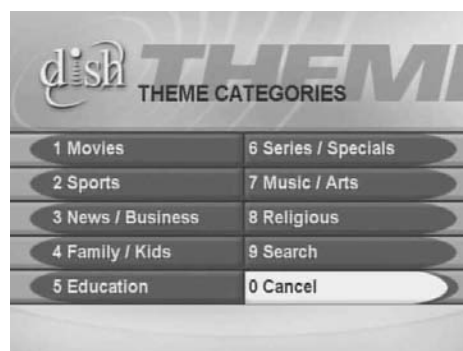 dish
THEME
THEME CATEGORIES
1 Movies
2 Sports
3 News / Business
4 Family / Kids
5 Education
6 Series / Specials
7 Music / Arts
8 Religious
9 Search
0 Cancel